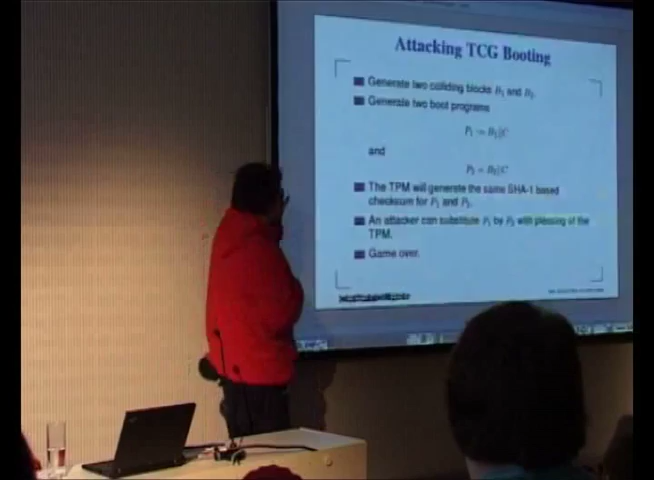 Attacking TCG Booting
Generate two colliding blocks B₁ and B₂.
Generate two boot programs
P₁ := B₁||C
and
P₂ = B₂||C
The TPM will generate the same SHA-1 based
checksum for P₁ and P₂.
An attacker can substitute P₁ by P₂ with plessing of the
TPM.
Game over.